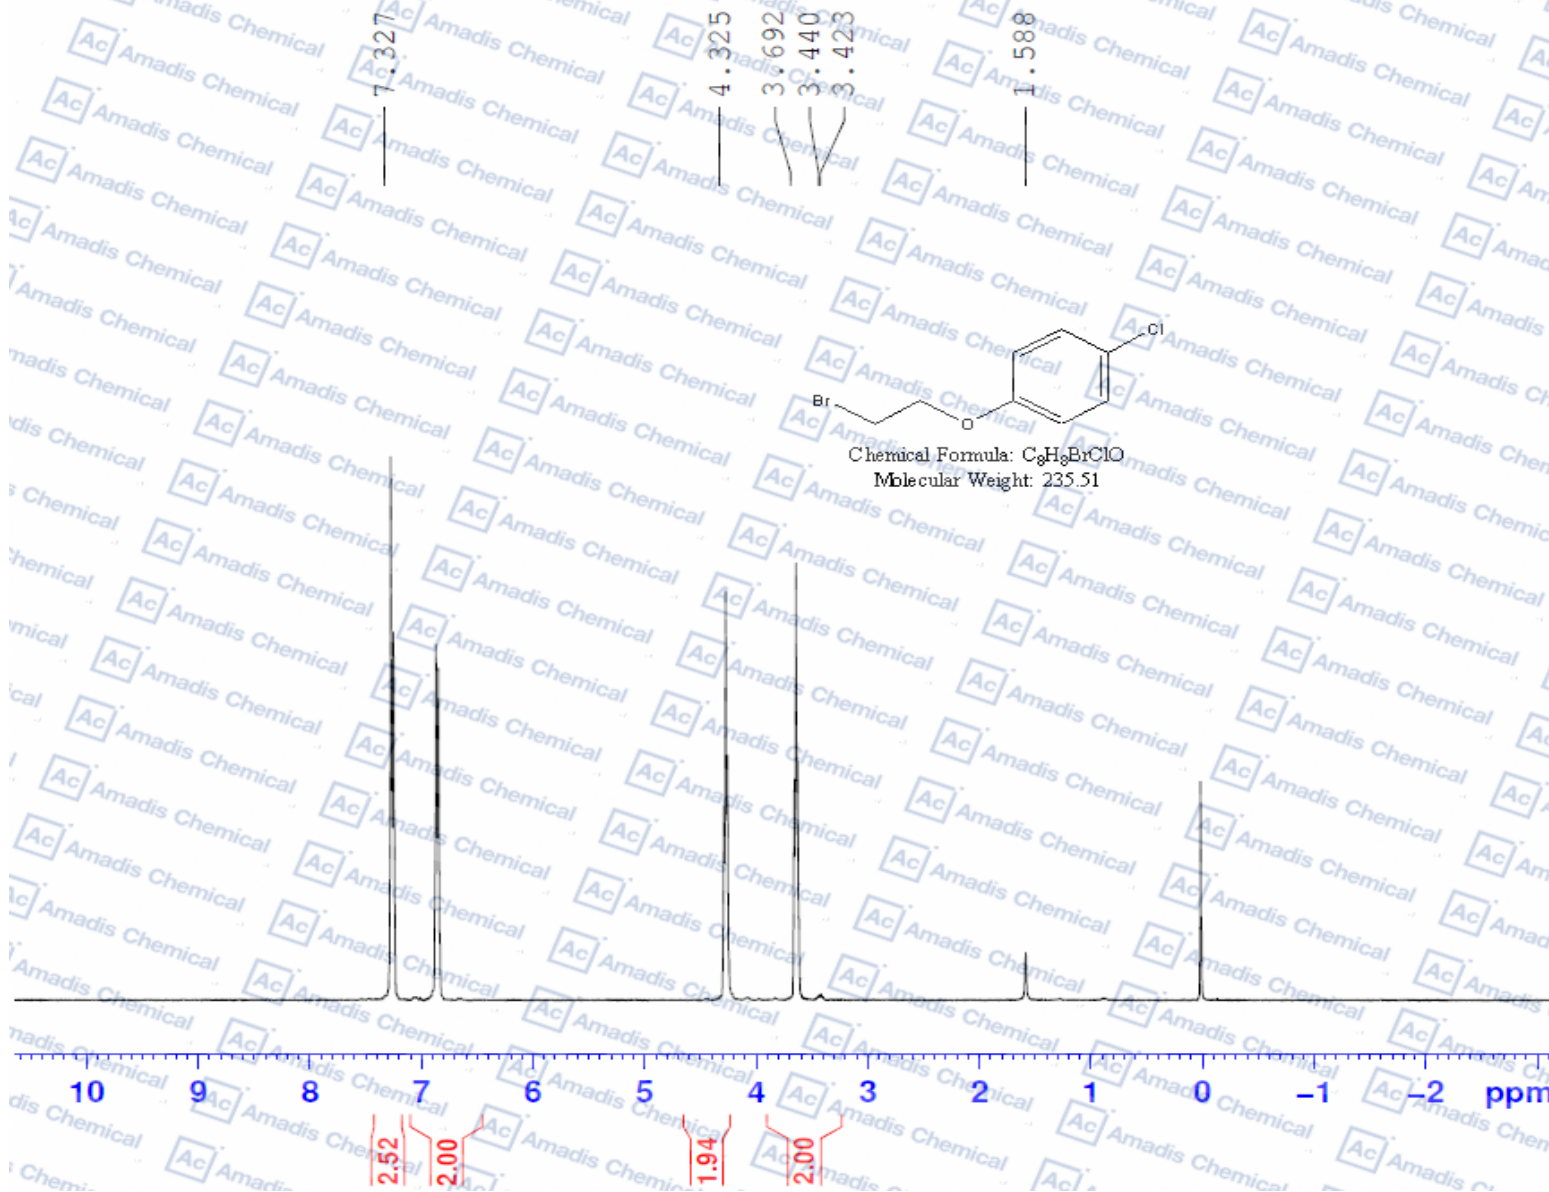 7.327
4.325
3.692
3.440
3.423
1.588
Cl
Br
O
Chemical Formula: C₈H₈BrClO
Molecular Weight: 235.51
10 9 8 7 6 5 4 3 2 1 0 −1 −2 ppm
2.52
2.00
1.94
2.00
Ac Amadis Chemical